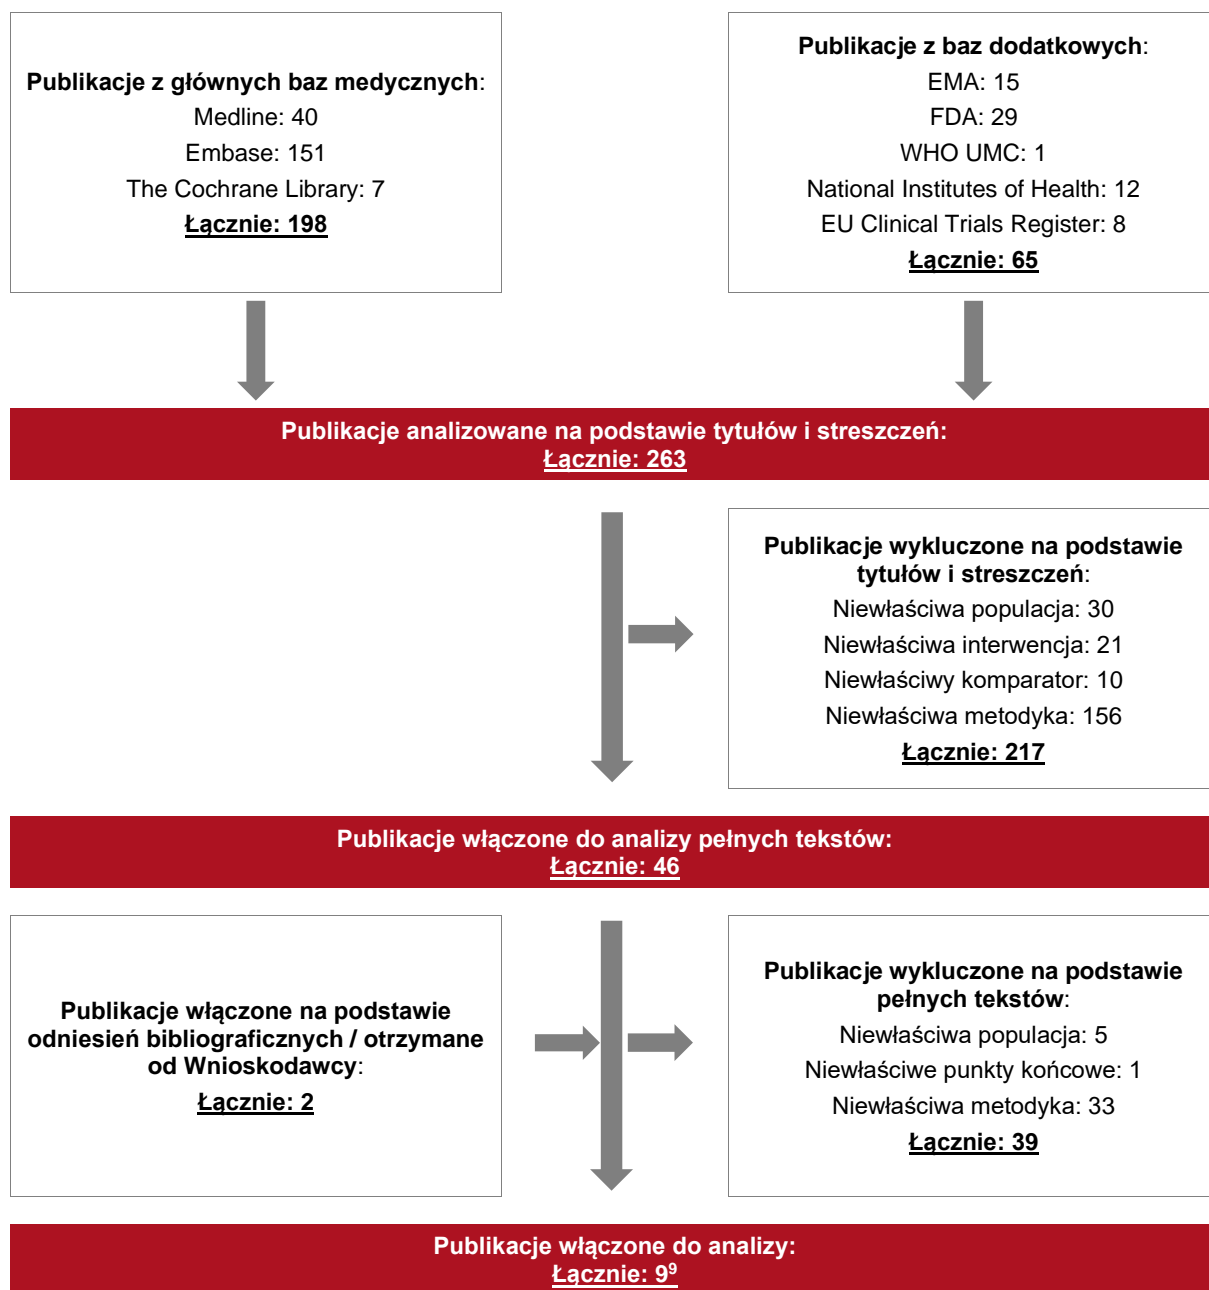 Publikacje z głównych baz medycznych:
Medline: 40
Embase: 151
The Cochrane Library: 7
Łącznie: 198
Publikacje z baz dodatkowych:
EMA: 15
FDA: 29
WHO UMC: 1
National Institutes of Health: 12
EU Clinical Trials Register: 8
Łącznie: 65
Publikacje analizowane na podstawie tytułów i streszczeń:
Łącznie: 263
Publikacje wykluczone na podstawie
tytułów i streszczeń:
Niewłaściwa populacja: 30
Niewłaściwa interwencja: 21
Niewłaściwy komparator: 10
Niewłaściwa metodyka: 156
Łącznie: 217
Publikacje włączone do analizy pełnych tekstów:
Łącznie: 46
Publikacje włączone na podstawie
odniesień bibliograficznych / otrzymane
od Wnioskodawcy:
Łącznie: 2
Publikacje wykluczone na podstawie
pełnych tekstów:
Niewłaściwa populacja: 5
Niewłaściwe punkty końcowe: 1
Niewłaściwa metodyka: 33
Łącznie: 39
Publikacje włączone do analizy:
Łącznie: 9⁹